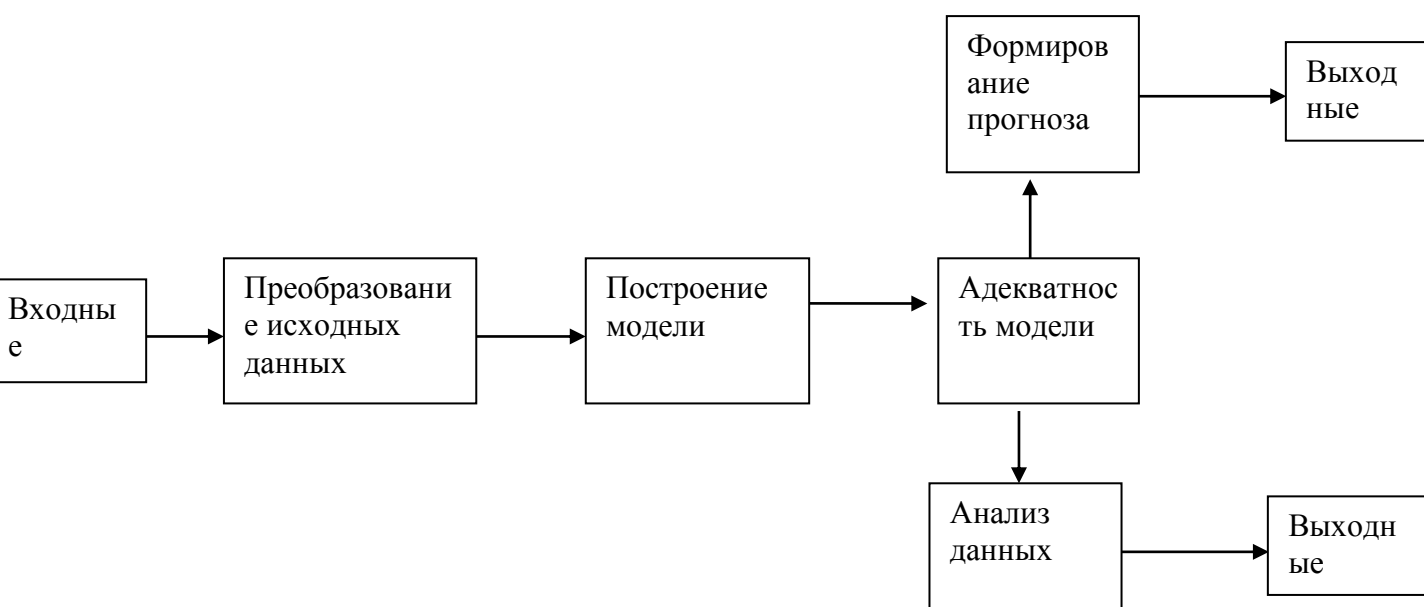 Формиров
ание
прогноза
Выход
ные
Входны
е
Преобразовани
е исходных
данных
Построение
модели
Адекватнос
ть модели
Анализ
данных
Выходн
ые